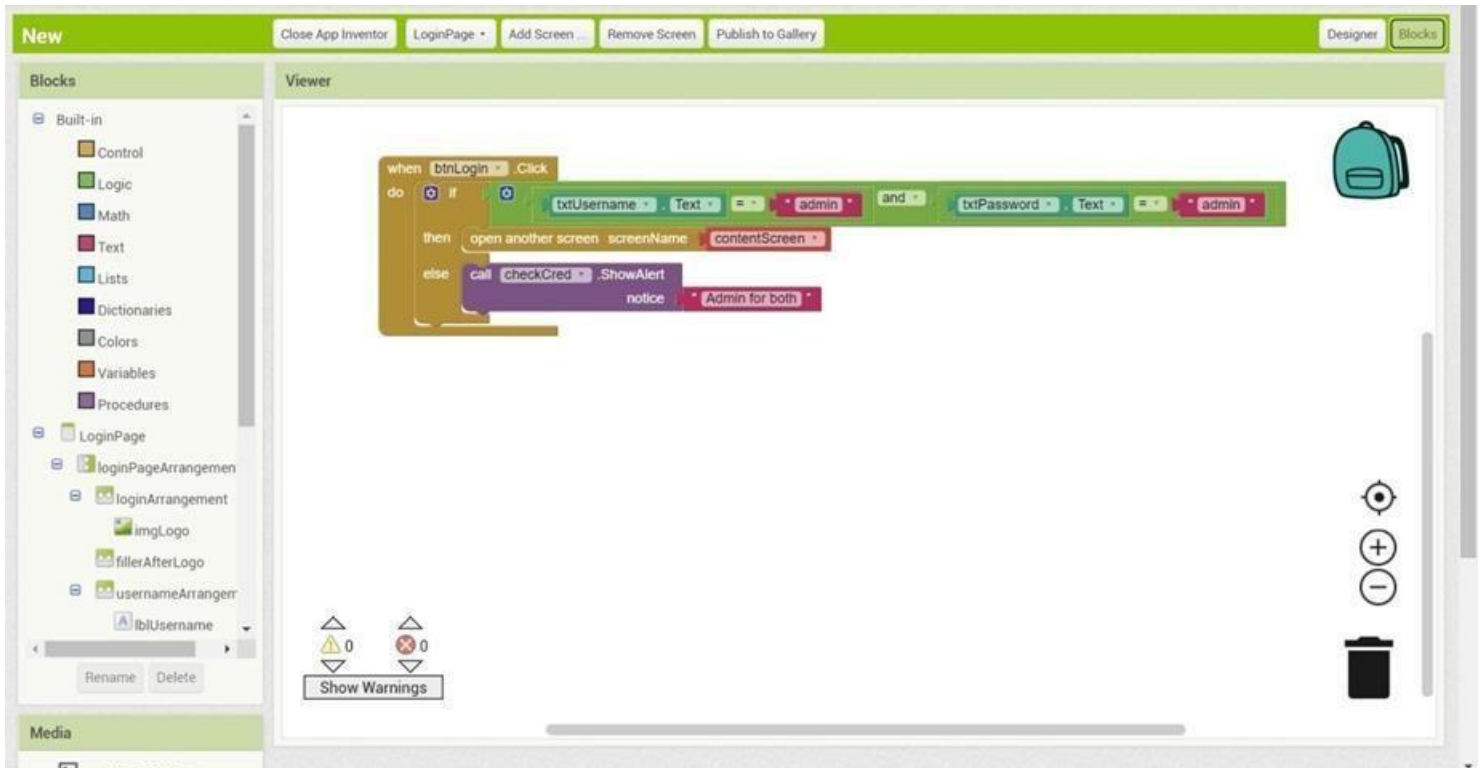 New
Close App Inventor LoginPage Add Screen ... Remove Screen Publish to Gallery
Designer Blocks
Blocks
Viewer
Built-in
Control
Logic
Math
Text
Lists
Dictionaries
Colors
Variables
Procedures
LoginPage
loginPageArrangemen
loginArrangement
imgLogo
fillerAfterLogo
usernameArrangem
lblUsername
Rename Delete
Media
when btnLogin .Click
do if txtUsername . Text = " admin " and txtPassword . Text = " admin "
then open another screen screenName contentScreen
else call checkCred .ShowAlert
notice " Admin for both "
0 0
Show Warnings